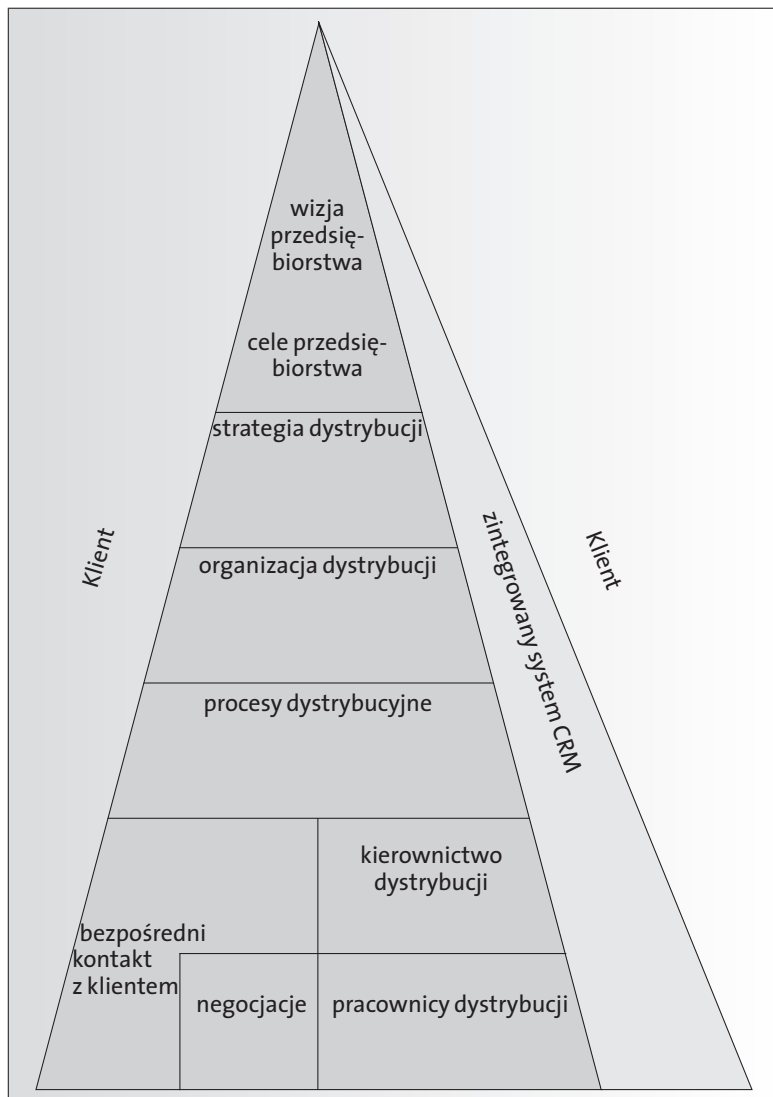 wizja
przedsię-
biorstwa
cele przedsię-
biorstwa
strategia dystrybucji
Klient
organizacja dystrybucji
zintegrowany system CRM
Klient
procesy dystrybucyjne
kierownictwo
dystrybucji
bezpośredni
kontakt
z klientem
negocjacje
pracownicy dystrybucji